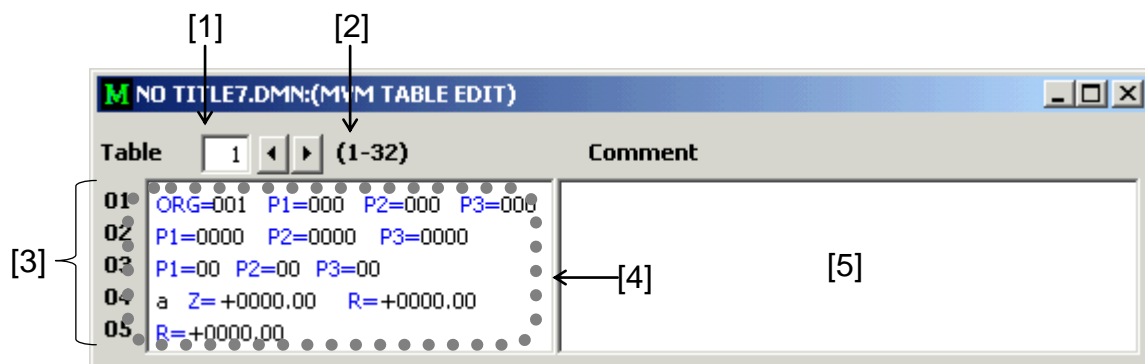 [1] [2]
NO TITLE7.DMN:(MVM TABLE EDIT)
Table 1 (1-32) Comment
01 ORG=001 P1=000 P2=000 P3=000
02 P1=0000 P2=0000 P3=0000
03 P1=00 P2=00 P3=00
04 a Z=+0000.00 R=+0000.00
05 R=+0000.00
[3] [4] [5]